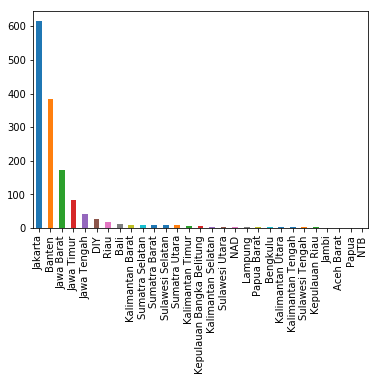 600
500
400
300
200
100
0
Jakarta
Banten
Jawa Barat
Jawa Timur
Jawa Tengah
DIY
Riau
Bali
Kalimantan Barat
Sumatra Selatan
Sumatra Barat
Sulawesi Selatan
Sumatra Utara
Kalimantan Timur
Kepulauan Bangka Belitung
Kalimantan Selatan
Sulawesi Utara
NAD
Lampung
Papua Barat
Bengkulu
Kalimantan Utara
Kalimantan Tengah
Sulawesi Tengah
Kepulauan Riau
Jambi
Aceh Barat
Papua
NTB